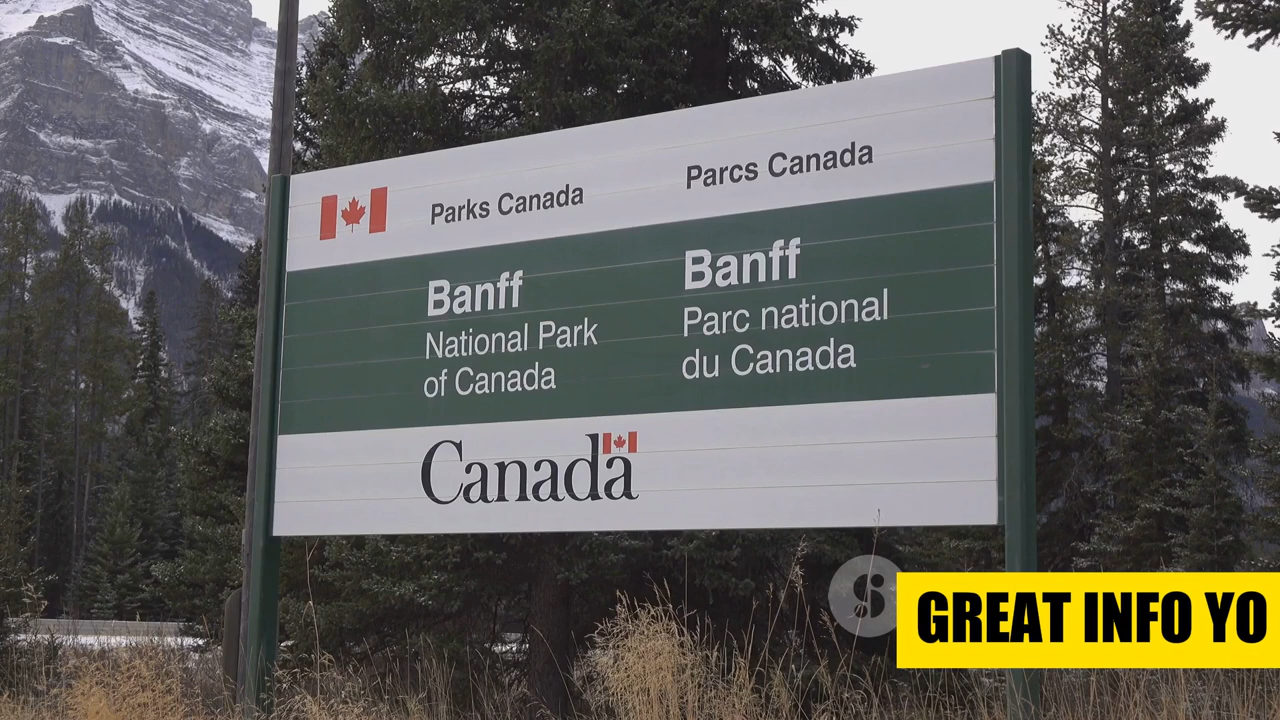 Parks Canada
Parcs Canada
Banff
National Park
of Canada
Banff
Parc national
du Canada
Canada
GREAT INFO YO